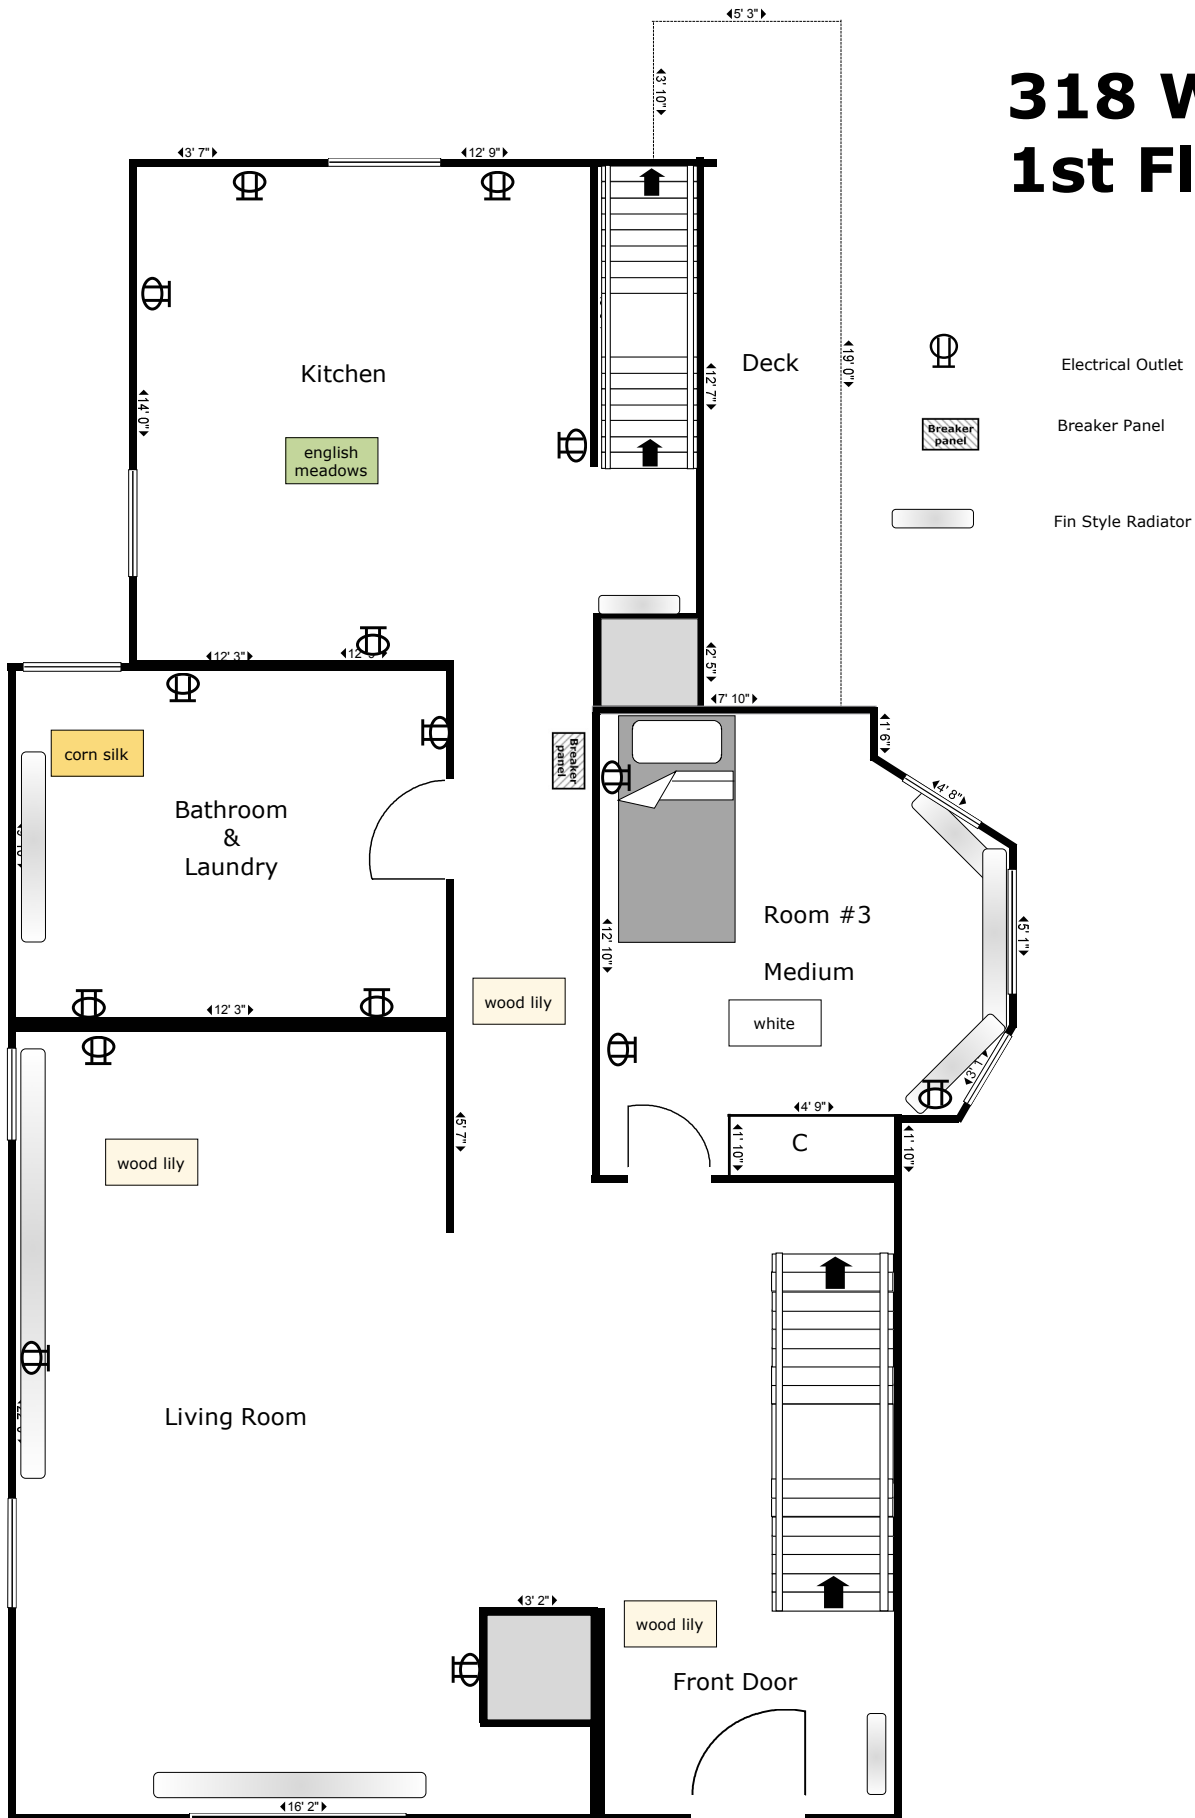 5' 3"
3' 10"
318 W
1st Fl
3' 7"
12' 9"
Kitchen
Deck
19' 0"
12' 7"
14' 0"
english
meadows
Electrical Outlet
Breaker
panel
Breaker Panel
Fin Style Radiator
12' 3"
2' 5"
7' 10"
1' 6"
corn silk
Breaker
panel
4' 8"
Bathroom
&
Laundry
Room #3
Medium
12' 10"
5' 1"
wood lily
white
12' 3"
3' 1"
4' 9"
5' 7"
1' 10"
C
1' 10"
wood lily
Living Room
3' 2"
wood lily
Front Door
16' 2"